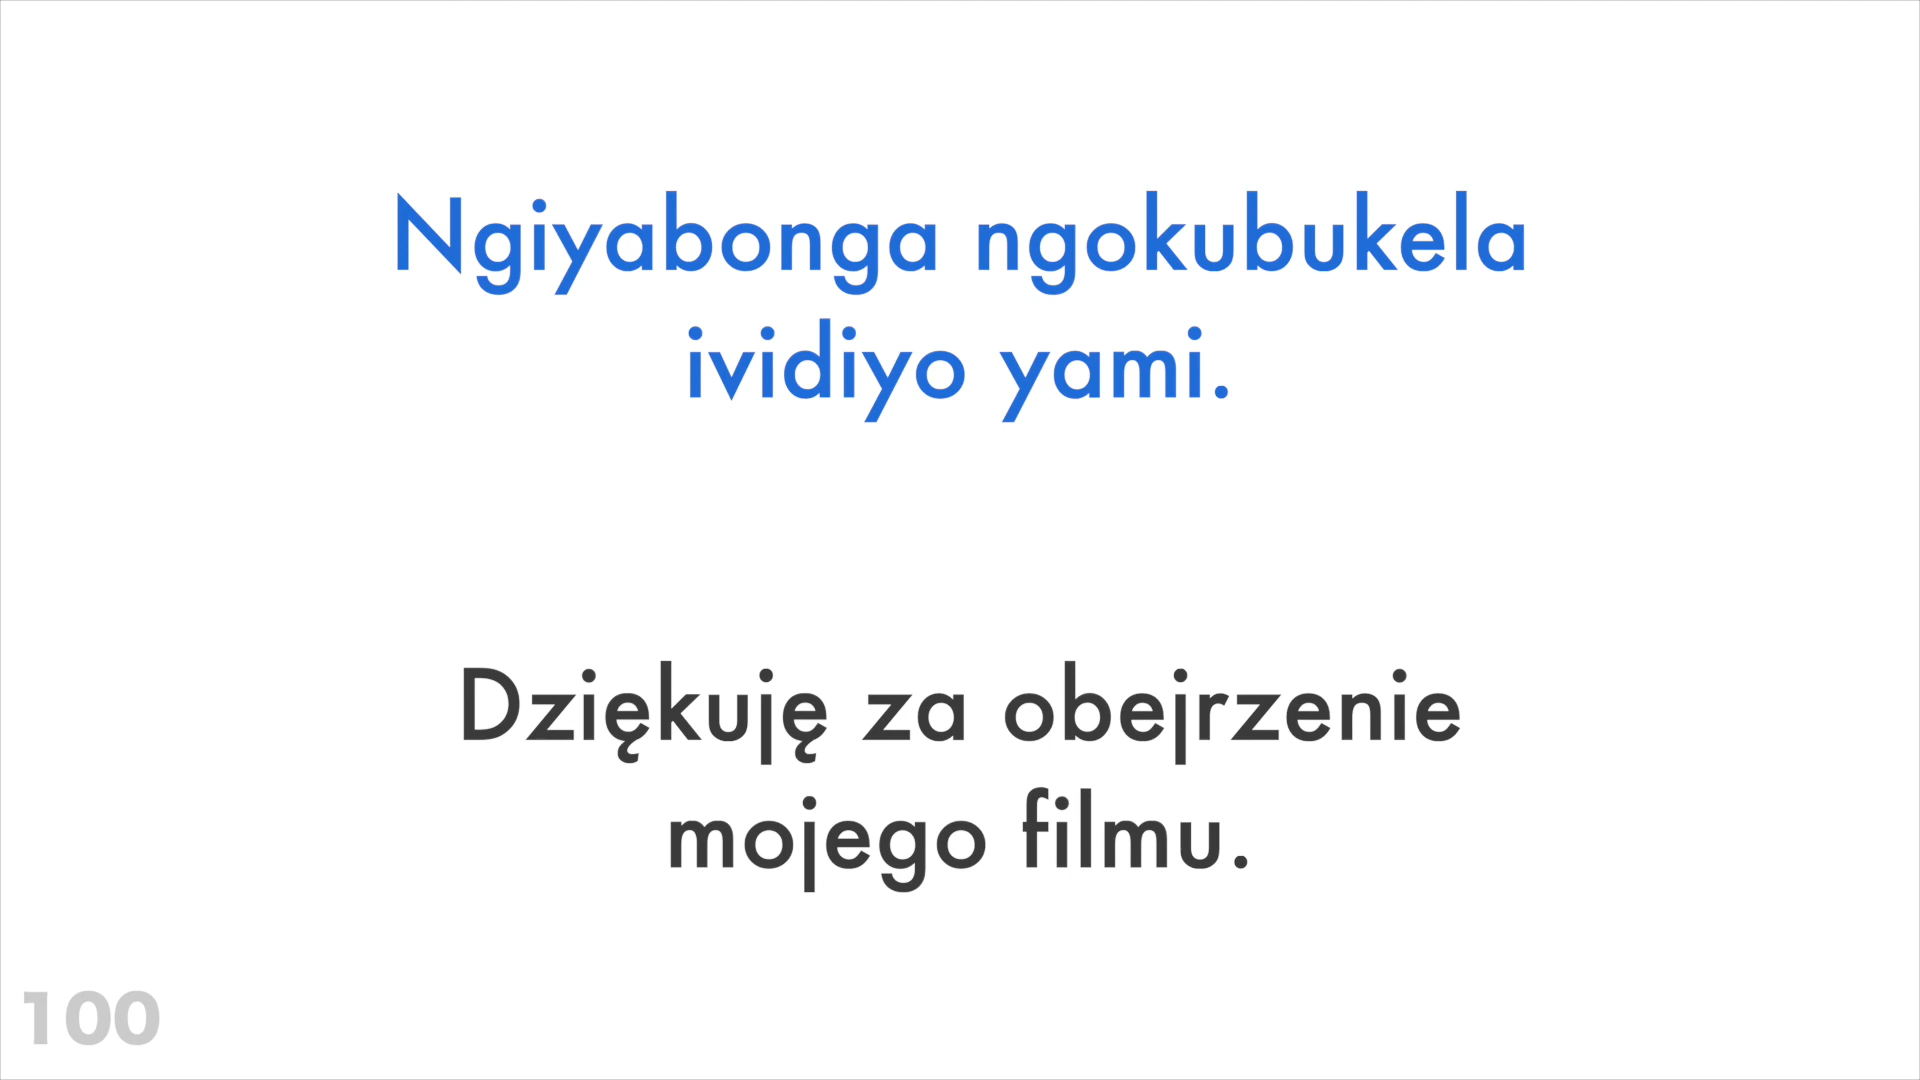 Ngiyabonga ngokubukela
ividiyo yami.
Dziękuję za obejrzenie
mojego filmu.
100